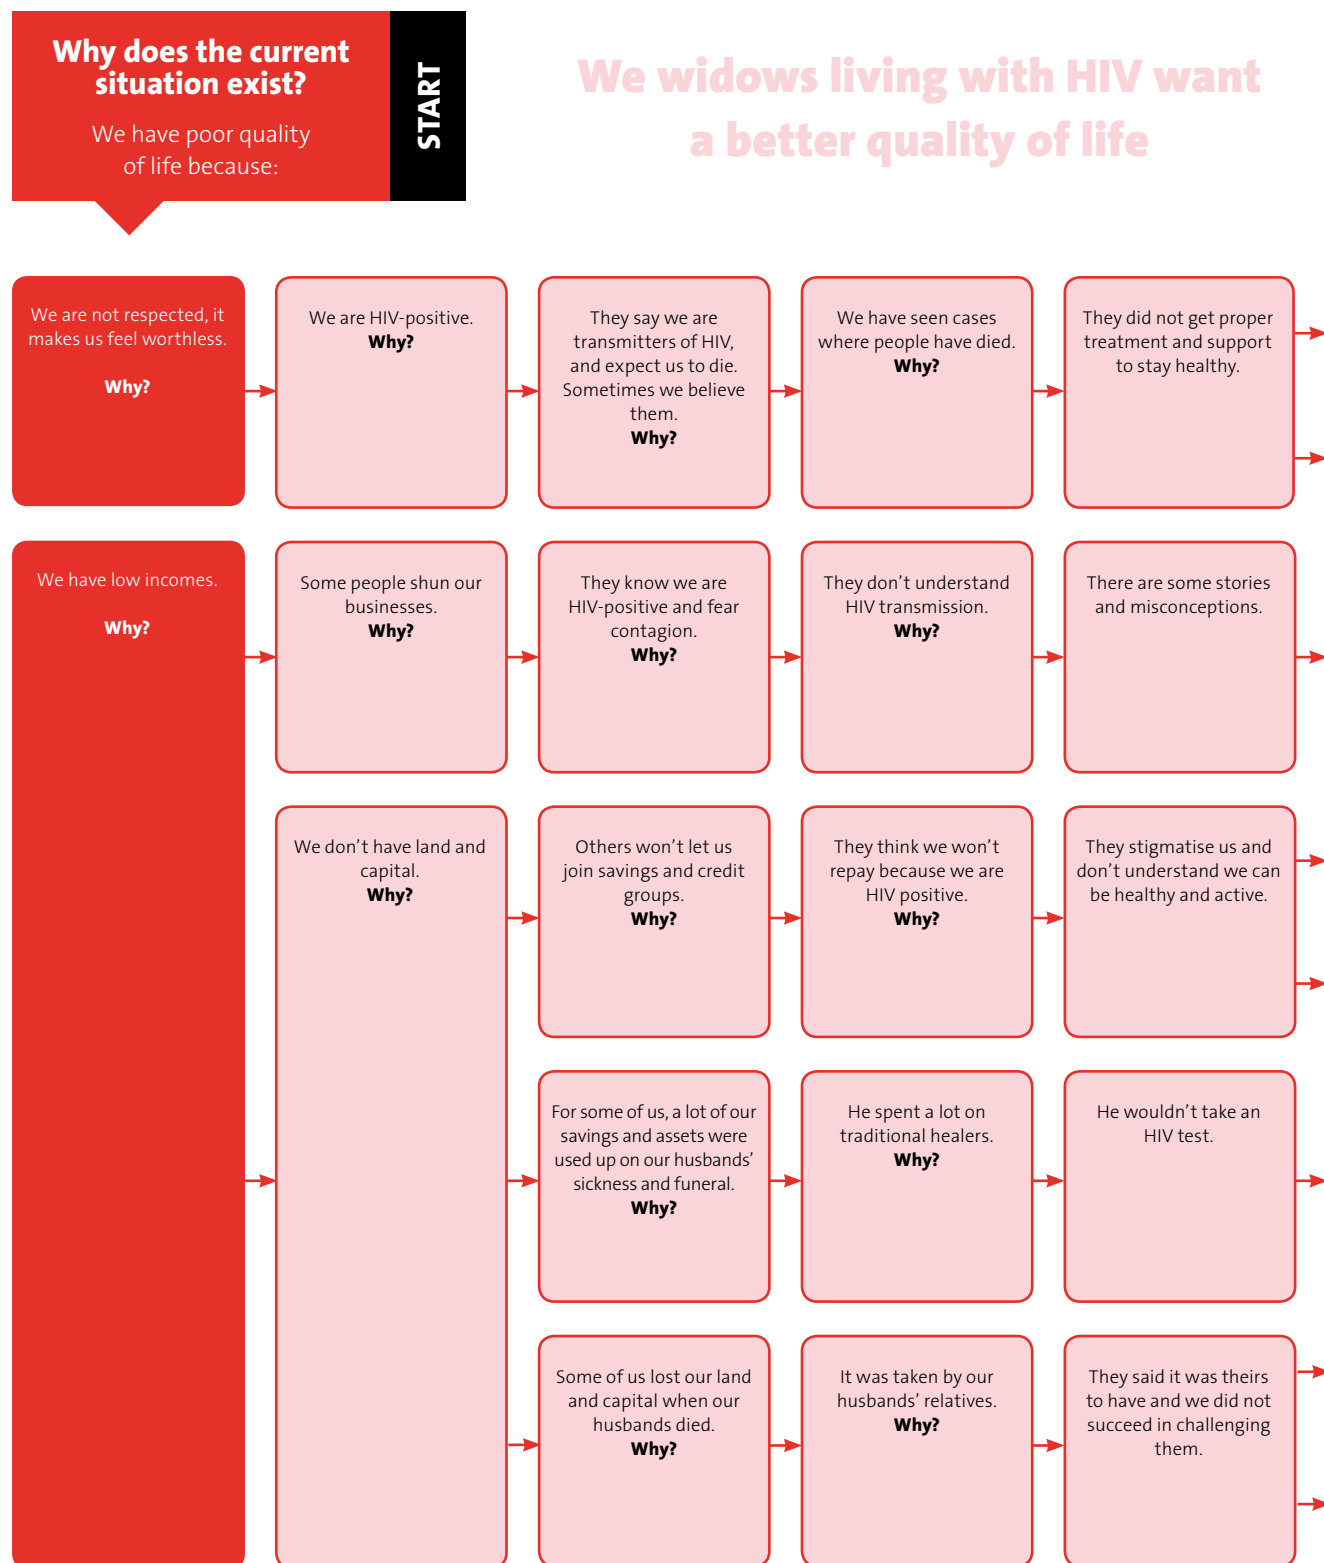 Why does the current
situation exist?
We have poor quality
of life because:
START
We widows living with HIV want
a better quality of life
We are not respected, it
makes us feel worthless.
Why?
We are HIV-positive.
Why?
They say we are
transmitters of HIV,
and expect us to die.
Sometimes we believe
them.
Why?
We have seen cases
where people have died.
Why?
They did not get proper
treatment and support
to stay healthy.
We have low incomes.
Why?
Some people shun our
businesses.
Why?
They know we are
HIV-positive and fear
contagion.
Why?
They don’t understand
HIV transmission.
Why?
There are some stories
and misconceptions.
We don’t have land and
capital.
Why?
Others won’t let us
join savings and credit
groups.
Why?
They think we won’t
repay because we are
HIV positive.
Why?
They stigmatise us and
don’t understand we can
be healthy and active.
For some of us, a lot of our
savings and assets were
used up on our husbands’
sickness and funeral.
Why?
He spent a lot on
traditional healers.
Why?
He wouldn’t take an
HIV test.
Some of us lost our land
and capital when our
husbands died.
Why?
It was taken by our
husbands’ relatives.
Why?
They said it was theirs
to have and we did not
succeed in challenging
them.